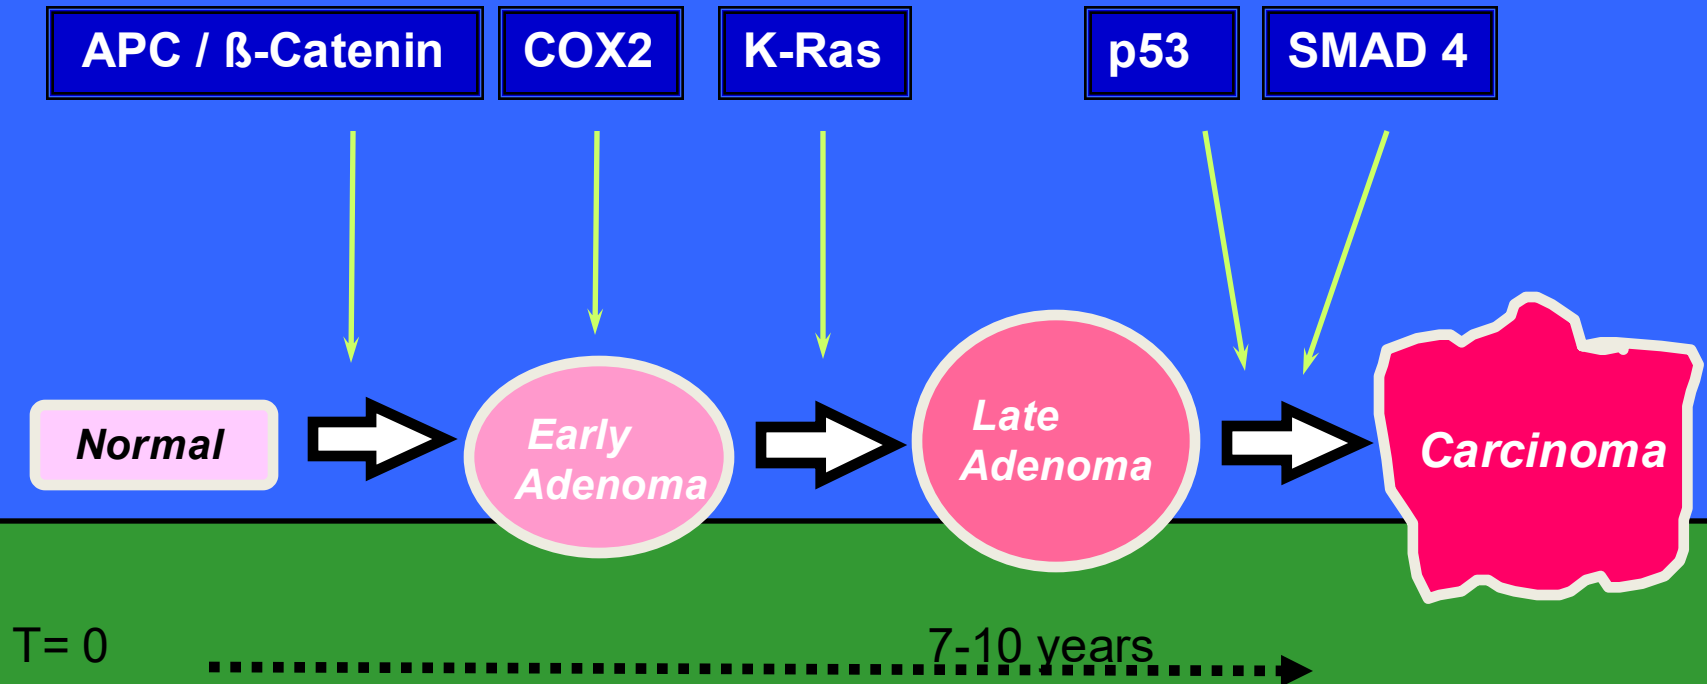 APC / ß-Catenin
COX2
K-Ras
p53
SMAD 4
Normal
Early
Adenoma
Late
Adenoma
Carcinoma
T= 0
7-10 years